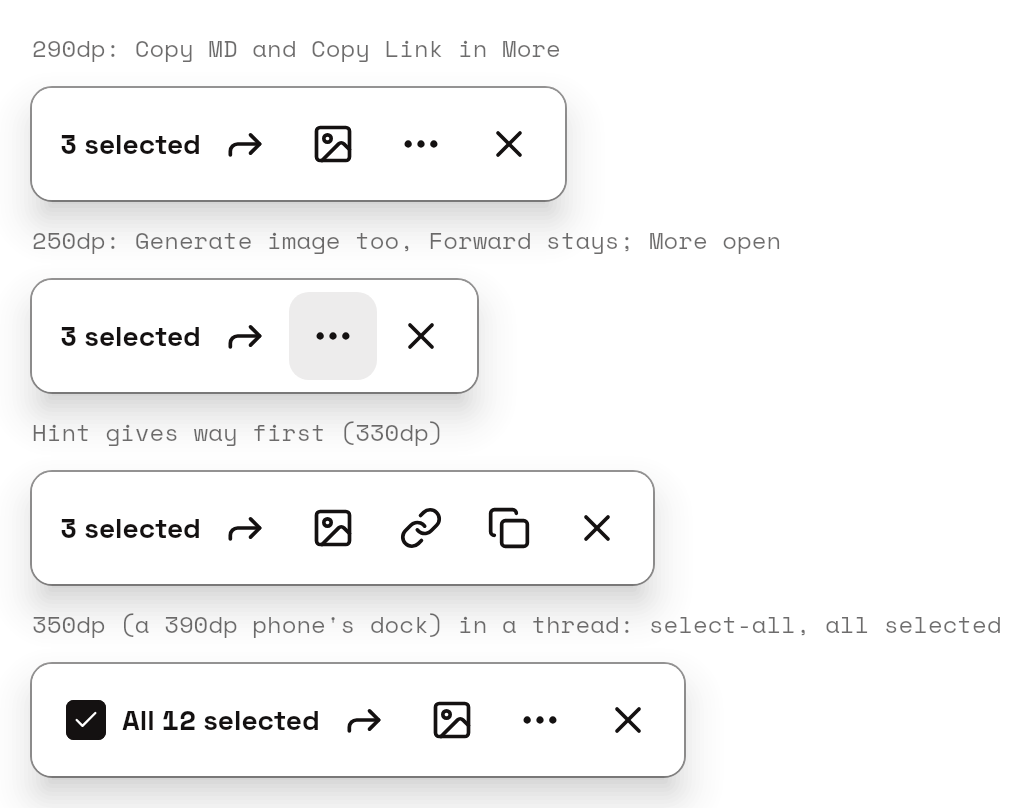 290dp: Copy MD and Copy Link in More
3 selected
250dp: Generate image too, Forward stays; More open
3 selected
Hint gives way first (330dp)
3 selected
350dp (a 390dp phone's dock) in a thread: select-all, all selected
All 12 selected